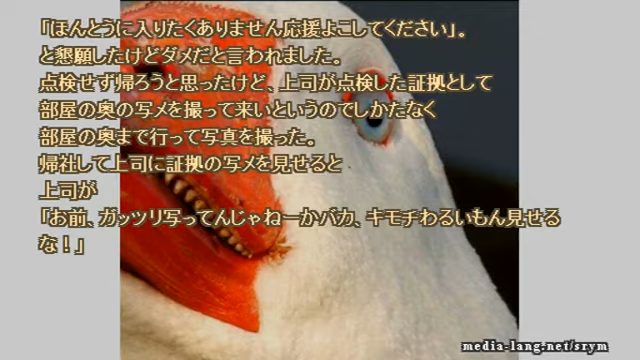 「ほんとうに入りたくありません応援よこしてください」。
と懇願したけどダメだと言われました。
点検せず帰ろうと思ったけど、上司が点検した証拠として
部屋の奥の写メを撮って来いというのでしかたなく
部屋の奥まで行って写真を撮った。
帰社して上司に証拠の写メを見せると
上司が
「お前、ガッツリ写ってんじゃねーかバカ、キモチわるいもん見せる
な！」
media-lang.net/srym